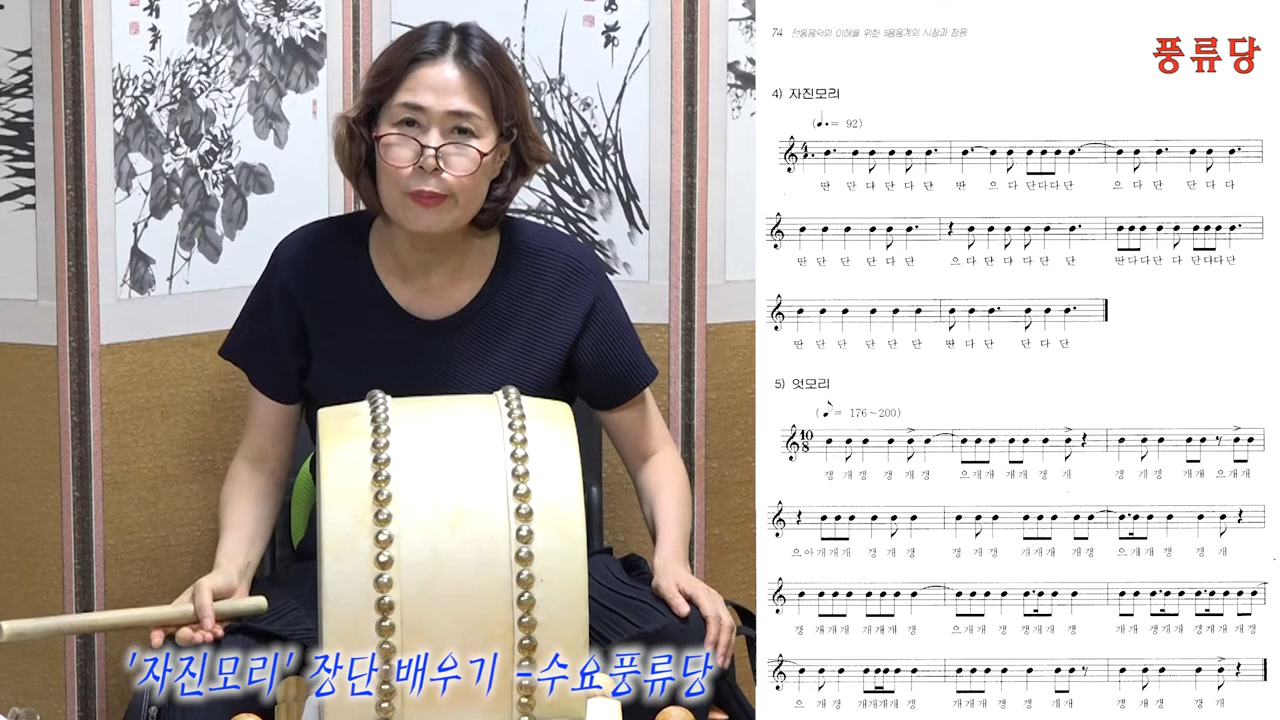 74 전통음악의 이해를 위한 5음음계의 시창과 청음
풍류당
4) 자진모리
(♩.= 92)
딴 단 다 단 다 단 딴 으 다 단다다단 으 다 단 단 다 다
딴 단 단 단 다 단 으 다 단 다 다 단 단 딴다다단 다 단다다단
딴 단 단 단 단 단 딴 다 단 단 다 단
5) 엇모리
(♪= 176~200)
10
8
갱 개 갱 갱 개 갱 으개개 개개 갱 개 갱 개 갱 개개 으개개
으아개개개 갱 개 갱 갱 개 갱 개개개 개갱 으개개 갱 갱 개
갱 개개개 개개개 갱 으개개 갱 갱개개 갱 개개 갱개개 갱개개 개갱
으 개 갱 개개개개 갱 개개개 개 갱 개개 갱 개 갱 갱 개
'자진모리' 장단 배우기 -수요풍류당